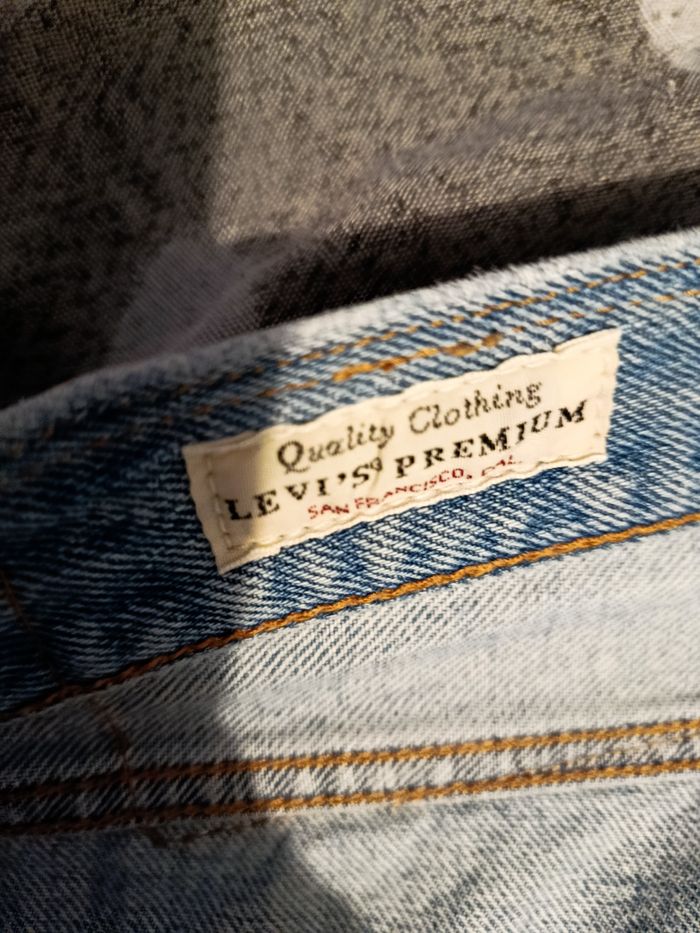 Quality Clothing
LEVI'S® PREMIUM
SAN FRANCISCO, CAL.